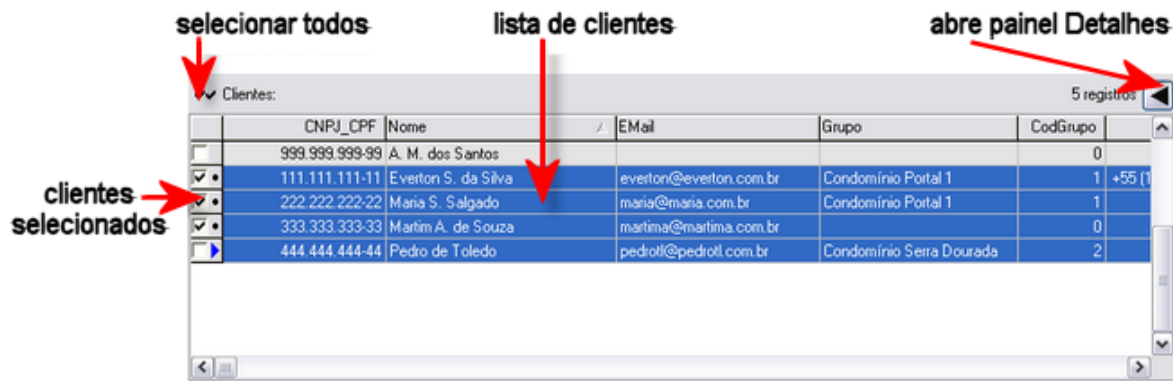 selecionar todos lista de clientes abre painel Detalhes
Clientes: 5 registros
CNPJ_CPF Nome EMail Grupo CodGrupo
999.999.999-99 A. M. dos Santos 0
111.111.111-11 Everton S. da Silva everton@everton.com.br Condomínio Portal 1 1 +55 (1
222.222.222-22 Maria S. Salgado maria@maria.com.br Condomínio Portal 1 1
333.333.333-33 Martim A. de Souza martima@martima.com.br 0
444.444.444-44 Pedro de Toledo pedrotl@pedrotl.com.br Condomínio Serra Dourada 2
clientes
selecionados